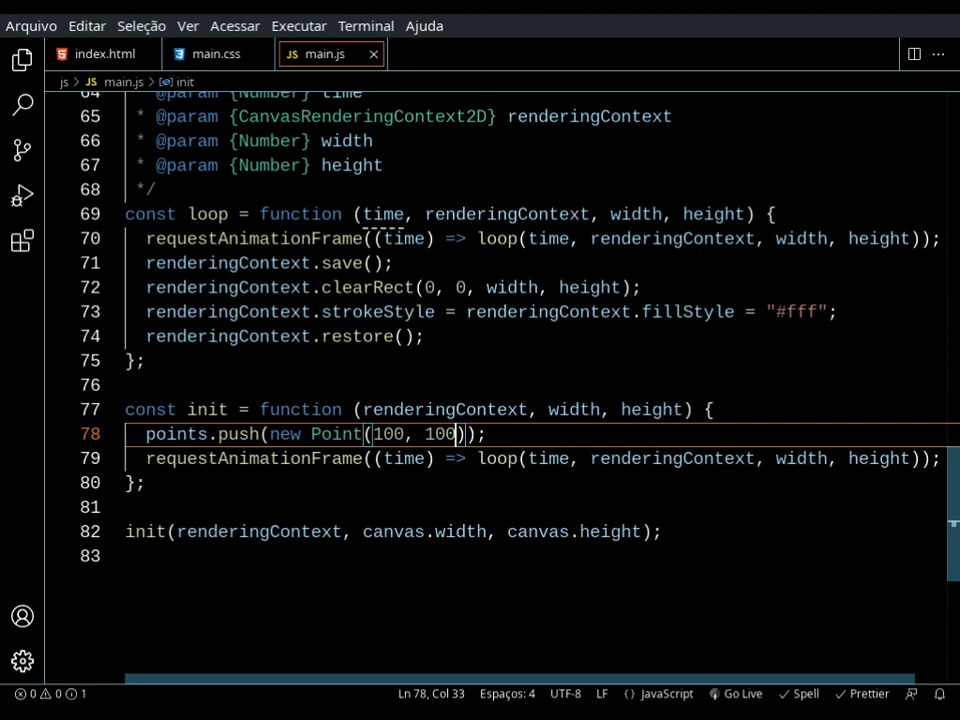 Arquivo Editar Seleção Ver Acessar Executar Terminal Ajuda
index.html main.css JS main.js
js > JS main.js > init
64 * @param {Number} time
65 * @param {CanvasRenderingContext2D} renderingContext
66 * @param {Number} width
67 * @param {Number} height
68 */
69 const loop = function (time, renderingContext, width, height) {
70 requestAnimationFrame((time) => loop(time, renderingContext, width, height));
71 renderingContext.save();
72 renderingContext.clearRect(0, 0, width, height);
73 renderingContext.strokeStyle = renderingContext.fillStyle = "#fff";
74 renderingContext.restore();
75 };
76
77 const init = function (renderingContext, width, height) {
78 points.push(new Point(100, 100));
79 requestAnimationFrame((time) => loop(time, renderingContext, width, height));
80 };
81
82 init(renderingContext, canvas.width, canvas.height);
83
0 0 1 Ln 78, Col 33 Espaços: 4 UTF-8 LF {} JavaScript Go Live Spell Prettier